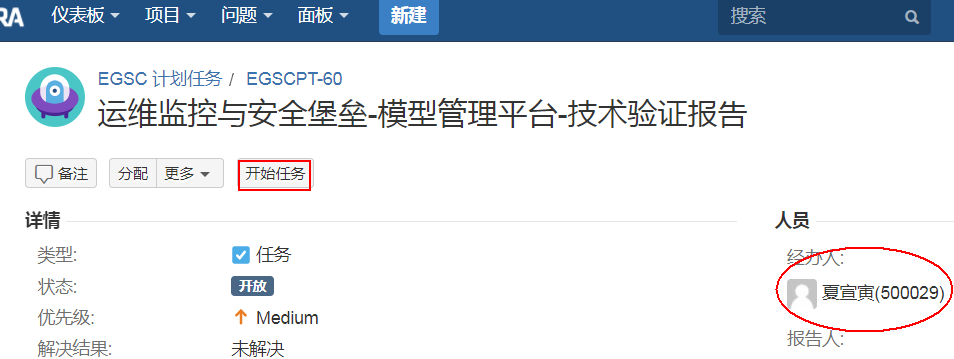 RA 仪表板 项目 问题 面板 新建 搜索
EGSC 计划任务 / EGSCPT-60
运维监控与安全堡垒-模型管理平台-技术验证报告
备注 分配 更多 开始任务
详情
类型: 任务
状态: 开放
优先级: Medium
解决结果: 未解决
人员
经办人:
夏宣寅(500029)
报告人: